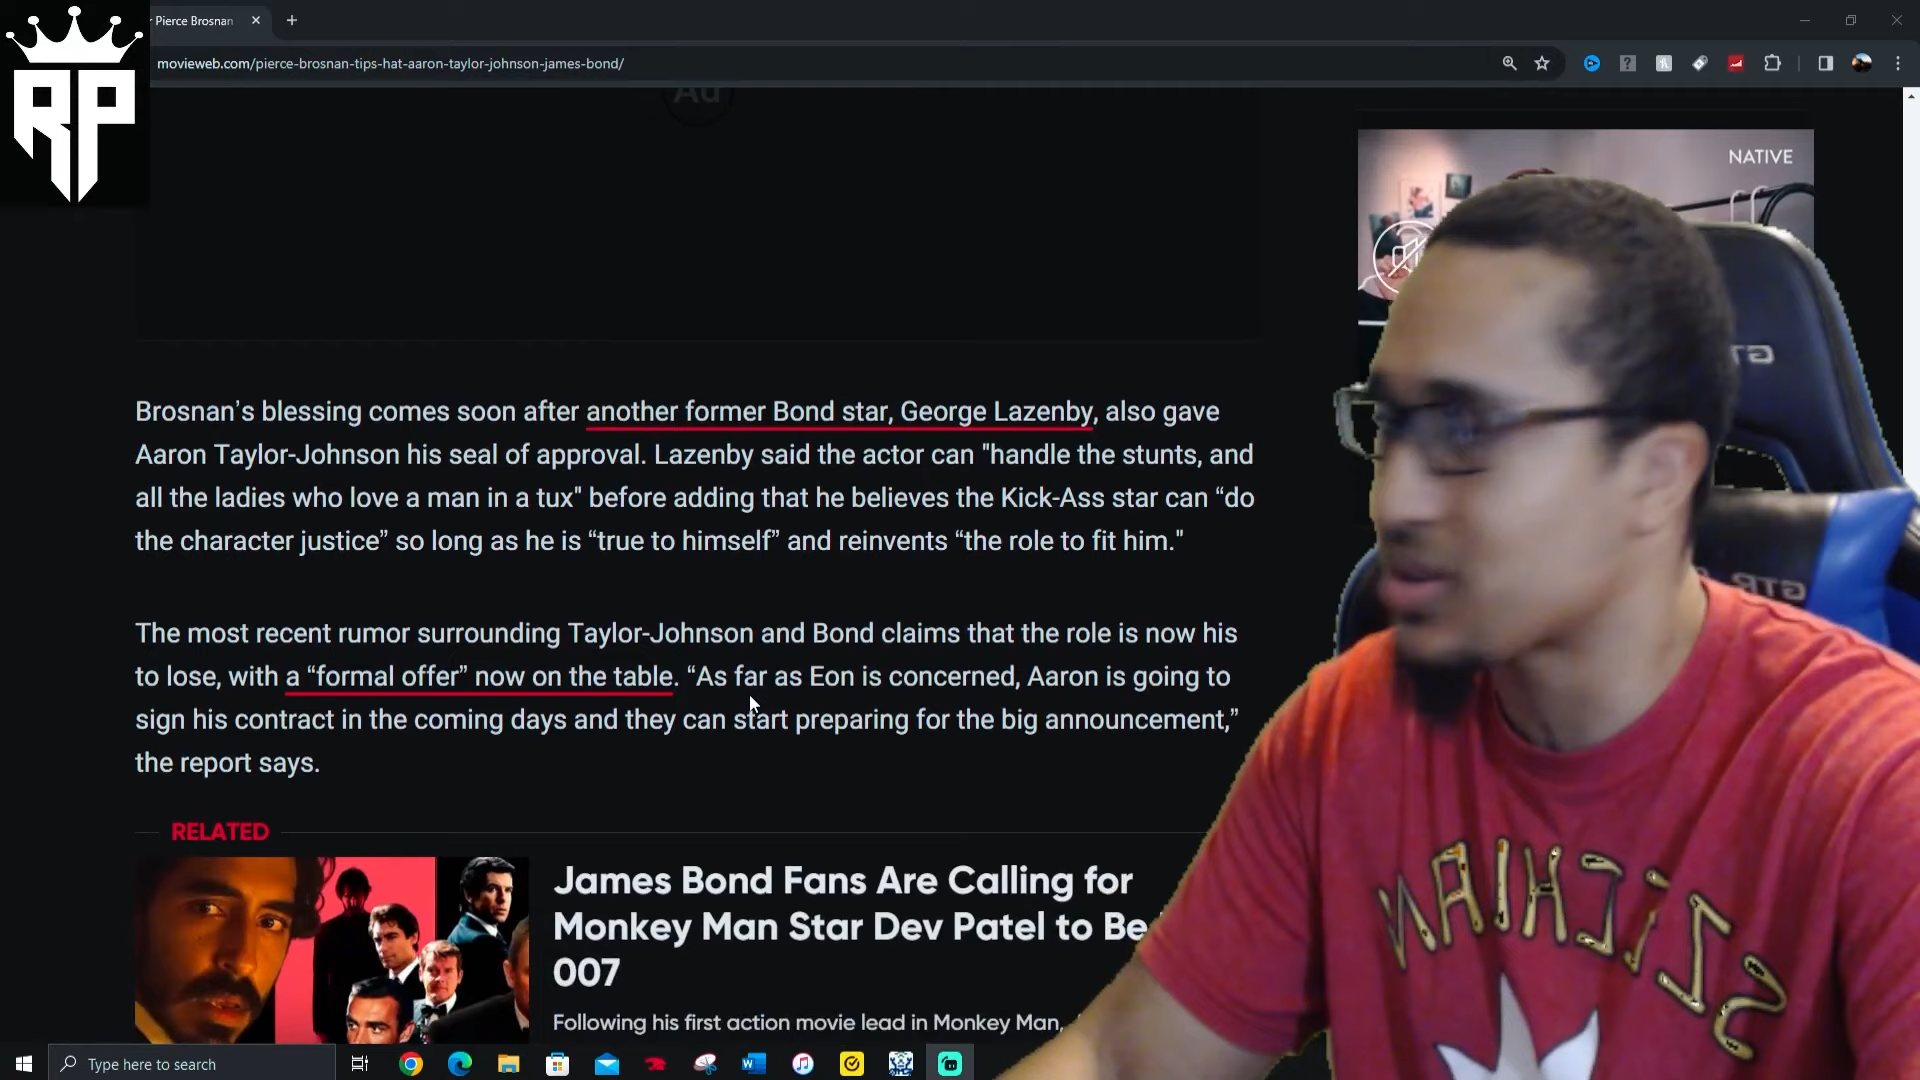 Pierce Brosnan
movieweb.com/pierce-brosnan-tips-hat-aaron-taylor-johnson-james-bond/
RP
Ad
NATIVE
GTR
Brosnan’s blessing comes soon after another former Bond star, George Lazenby, also gave
Aaron Taylor-Johnson his seal of approval. Lazenby said the actor can "handle the stunts, and
all the ladies who love a man in a tux" before adding that he believes the Kick-Ass star can “do
the character justice” so long as he is “true to himself” and reinvents “the role to fit him."
GTR
The most recent rumor surrounding Taylor-Johnson and Bond claims that the role is now his
to lose, with a “formal offer” now on the table. “As far as Eon is concerned, Aaron is going to
sign his contract in the coming days and they can start preparing for the big announcement,”
the report says.
RELATED
James Bond Fans Are Calling for
Monkey Man Star Dev Patel to Be
007
Following his first action movie lead in Monkey Man,
Type here to search